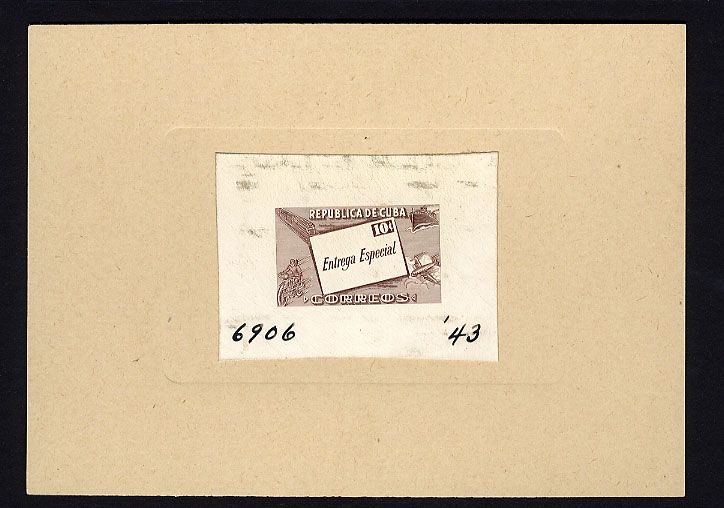 REPUBLICA DE CUBA
10¢
Entrega Especial
CORREOS
6906 '43